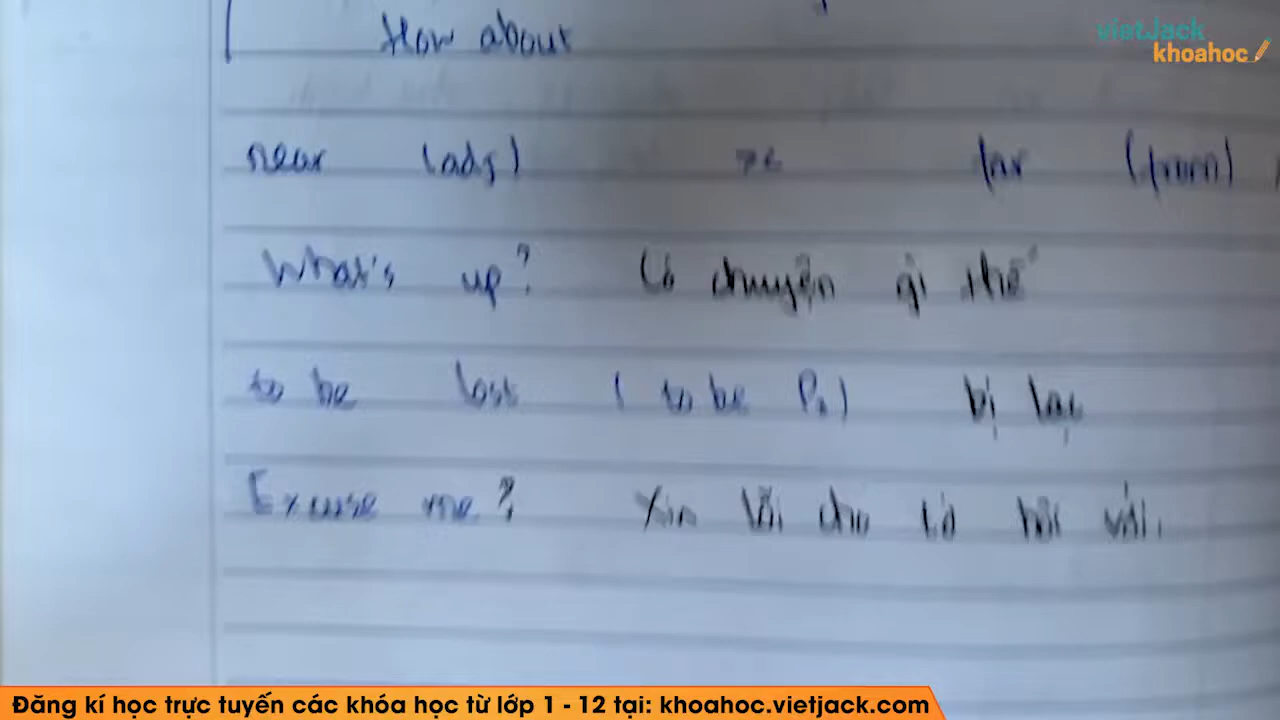 How about
vietJack
khoahoc
near (adj) >< far (from)
What's up? Có chuyện gì thế
to be lost (to be P₂) bị lạc
Excuse me? Xin lỗi cho tớ hỏi với.
Đăng kí học trực tuyến các khóa học từ lớp 1 - 12 tại: khoahoc.vietjack.com